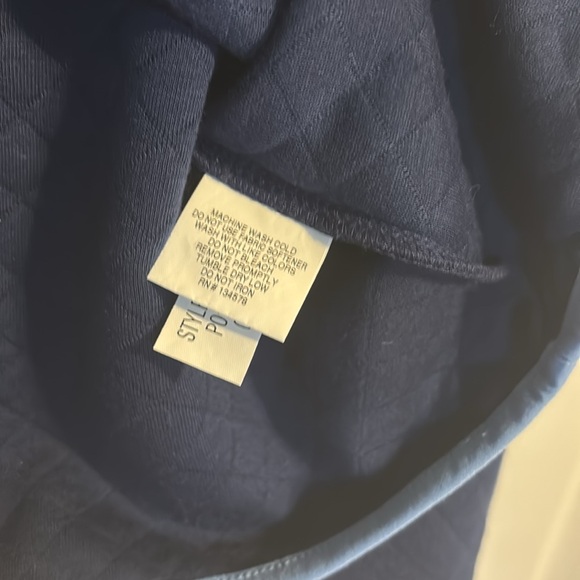 MACHINE WASH COLD
DO NOT USE FABRIC SOFTENER
WASH WITH LIKE COLORS
DO NOT BLEACH
REMOVE PROMPTLY
TUMBLE DRY LOW
DO NOT IRON
RN# 134578
STYLE
PO